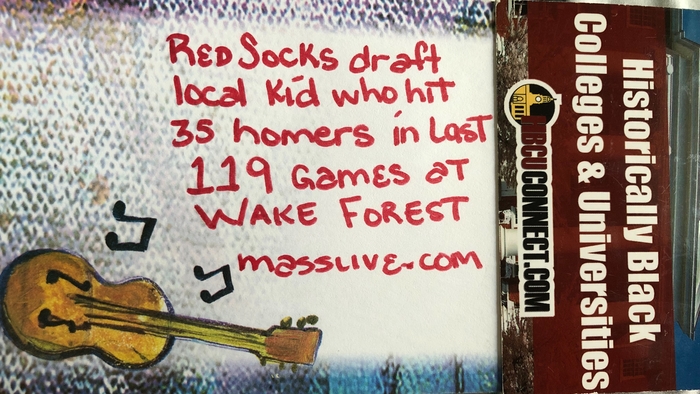 RED Socks draft
local kid who hit
35 homers in Last
119 Games at
WAKE FOREST
masslive.com
Historically Black
Colleges & Universities
HBCUCONNECT.COM